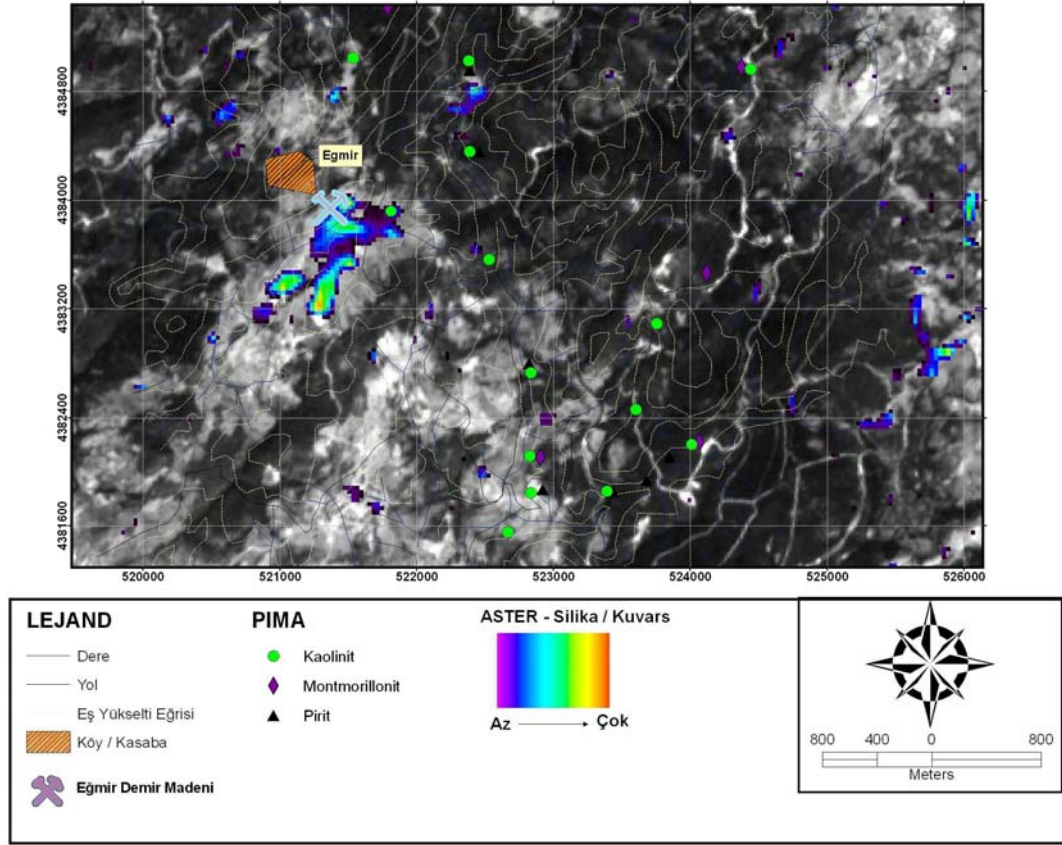 4384800
4384000
4383200
4382400
4381600
Egmir
520000 521000 522000 523000 524000 525000 526000
LEJAND
Dere
Yol
Eş Yükselti Eğrisi
Köy / Kasaba
Eğmir Demir Madeni
PIMA
Kaolinit
Montmorillonit
Pirit
ASTER - Silika / Kuvars
Az Çok
800 400 0 800
Meters